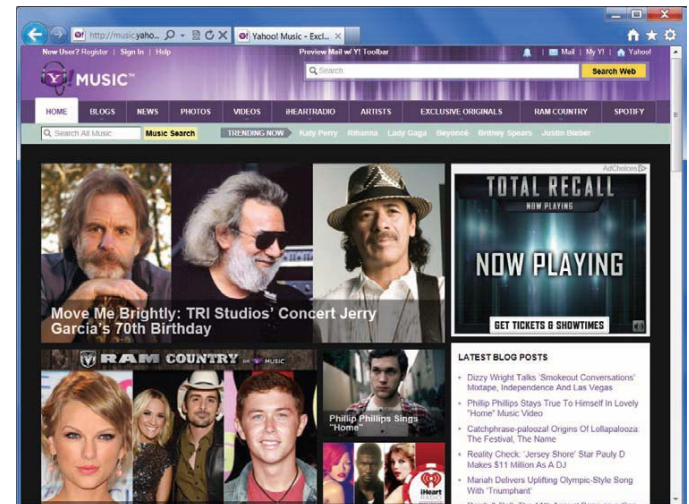 http://music.yaho...
Yahoo! Music - Excl...
New User? Register | Sign In | Help
Preview Mail w/ Y! Toolbar
Mail | My Y! | Yahoo!
Y! MUSIC™
Search
Search Web
HOME BLOGS NEWS PHOTOS VIDEOS iHEARTRADIO ARTISTS EXCLUSIVE ORIGINALS RAM COUNTRY SPOTIFY
Search All Music
Music Search
TRENDING NOW Katy Perry Rihanna Lady Gaga Beyoncé Britney Spears Justin Bieber
AdChoices
TOTAL RECALL
NOW PLAYING
NOW PLAYING
GET TICKETS & SHOWTIMES
Move Me Brightly: TRI Studios' Concert Jerry
Garcia's 70th Birthday
RAM COUNTRY ON Y! MUSIC
Phillip Phillips Sings
"Home"
iHeart
LATEST BLOG POSTS
Dizzy Wright Talks 'Smokeout Conversations'
Mixtape, Independence And Las Vegas
Phillip Phillips Stays True To Himself In Lovely
"Home" Music Video
Catchphrase-palooza! Origins Of Lollapalooza:
The Festival, The Name
Reality Check: 'Jersey Shore' Star Pauly D
Makes $11 Million As A DJ
Mariah Delivers Uplifting Olympic-Style Song
With 'Triumphant'